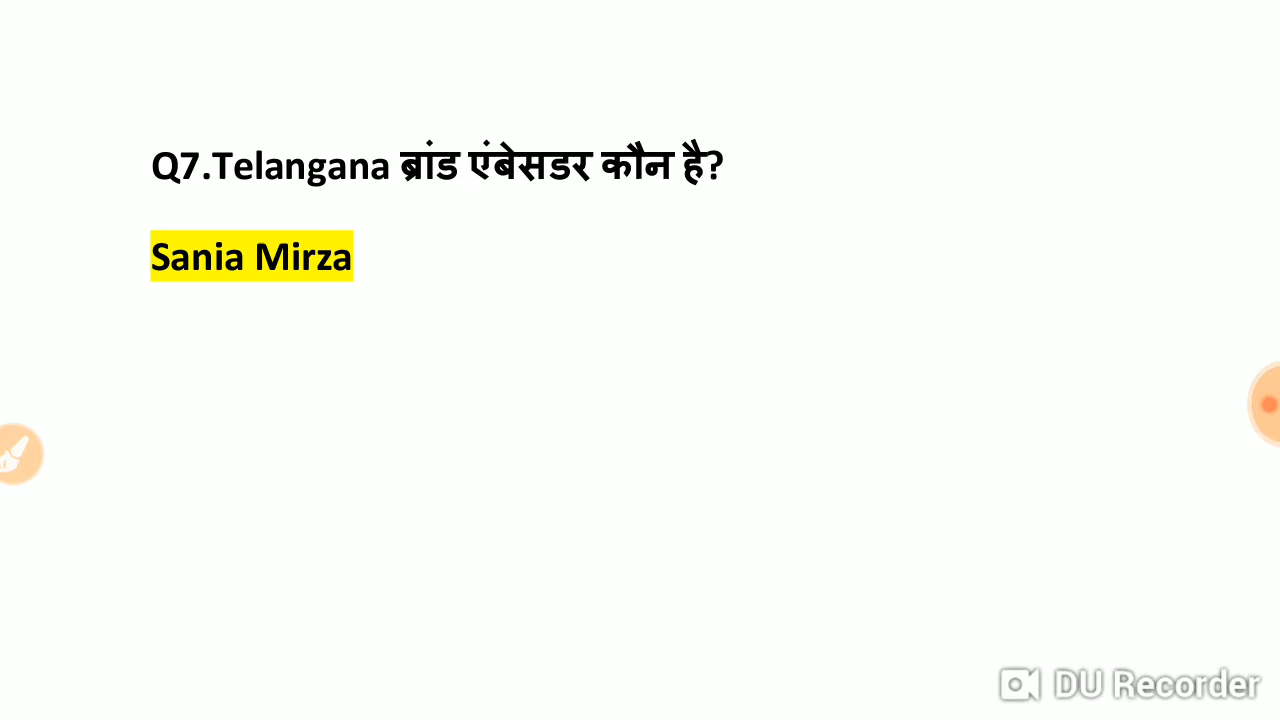 Q7.Telangana ब्रांड एंबेसडर कौन है?
Sania Mirza
DU Recorder